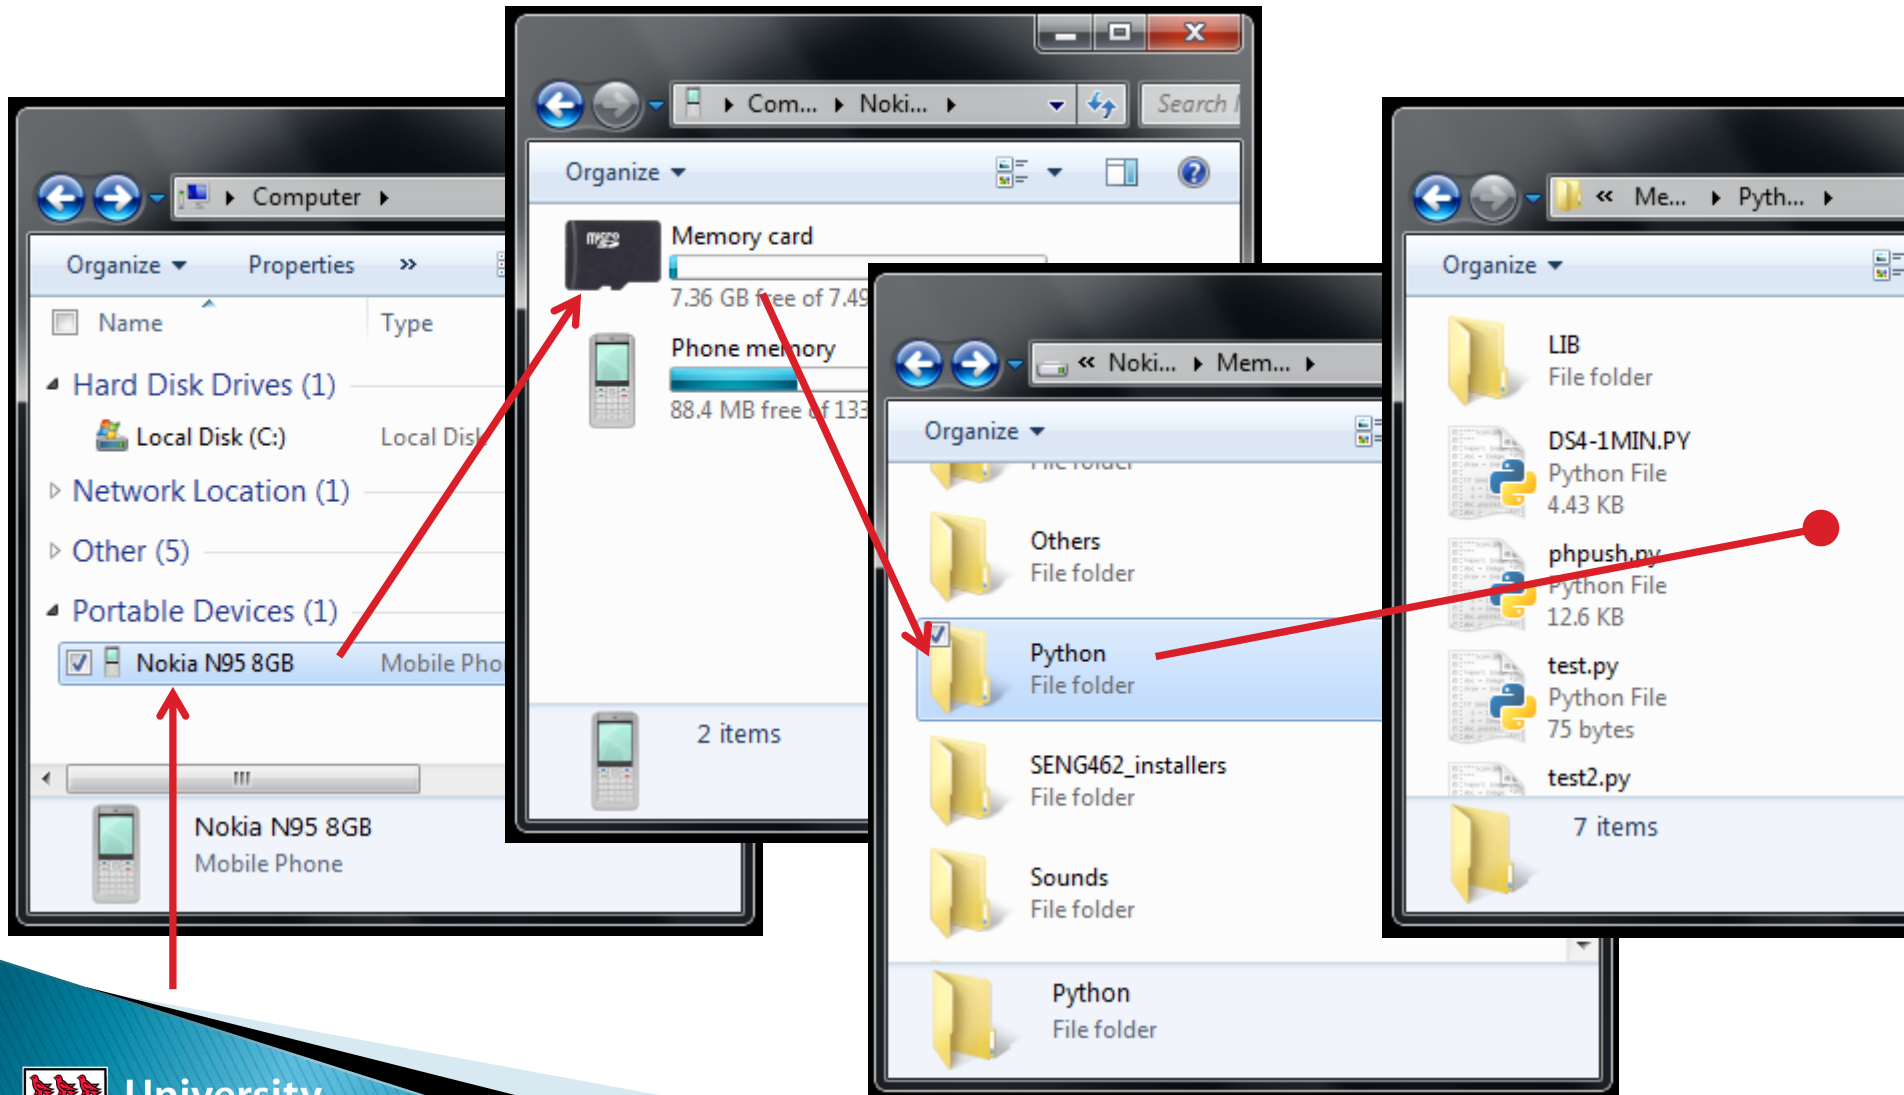 Computer
Organize
Properties
»
Name
Type
Hard Disk Drives (1)
Local Disk (C:)
Local Disk
Network Location (1)
Other (5)
Portable Devices (1)
Nokia N95 8GB
Mobile Pho
Nokia N95 8GB
Mobile Phone
Com...
Noki...
Search
Organize
micro
Memory card
7.36 GB free of 7.49
Phone memory
88.4 MB free of 133
2 items
« Noki...
Mem...
Organize
File folder
Others
File folder
Python
File folder
SENG462_installers
File folder
Sounds
File folder
Python
File folder
« Me...
Pyth...
Organize
LIB
File folder
DS4-1MIN.PY
Python File
4.43 KB
phpush.py
Python File
12.6 KB
test.py
Python File
75 bytes
test2.py
7 items
University